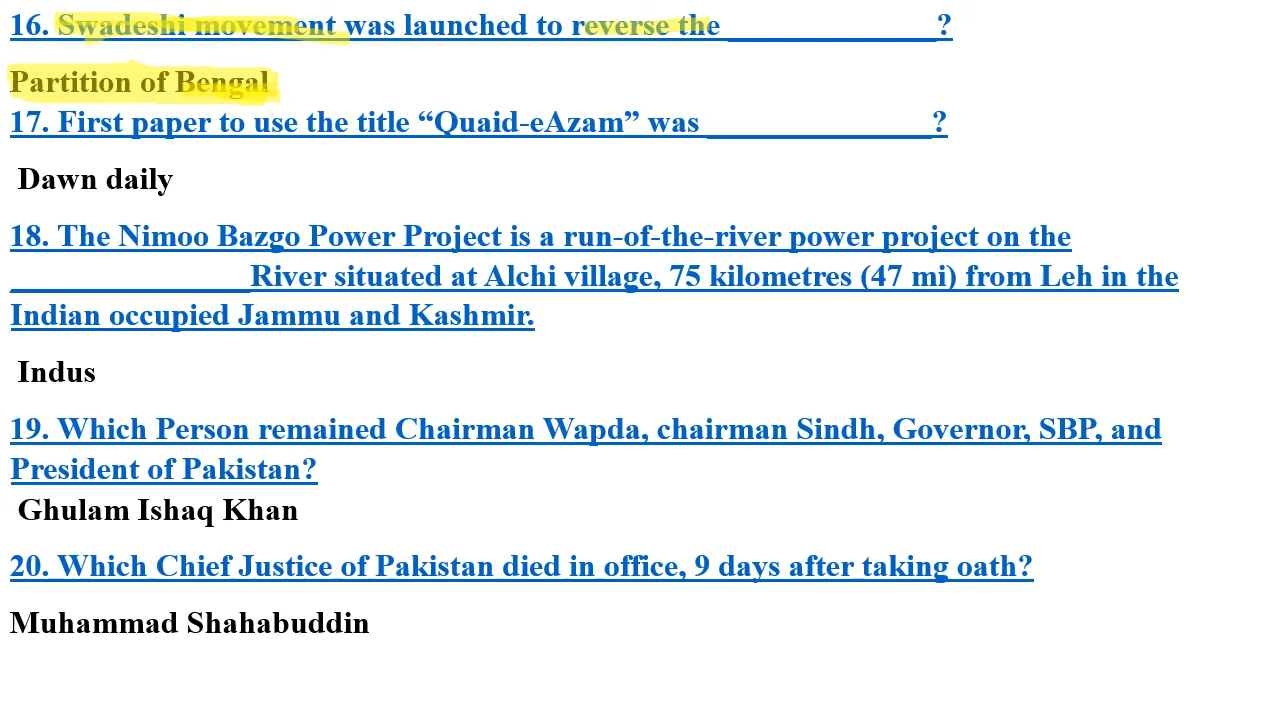 16. Swadeshi movement was launched to reverse the _____________?
Partition of Bengal
17. First paper to use the title “Quaid-eAzam” was ______________?
Dawn daily
18. The Nimoo Bazgo Power Project is a run-of-the-river power project on the
_______________River situated at Alchi village, 75 kilometres (47 mi) from Leh in the
Indian occupied Jammu and Kashmir.
Indus
19. Which Person remained Chairman Wapda, chairman Sindh, Governor, SBP, and
President of Pakistan?
Ghulam Ishaq Khan
20. Which Chief Justice of Pakistan died in office, 9 days after taking oath?
Muhammad Shahabuddin